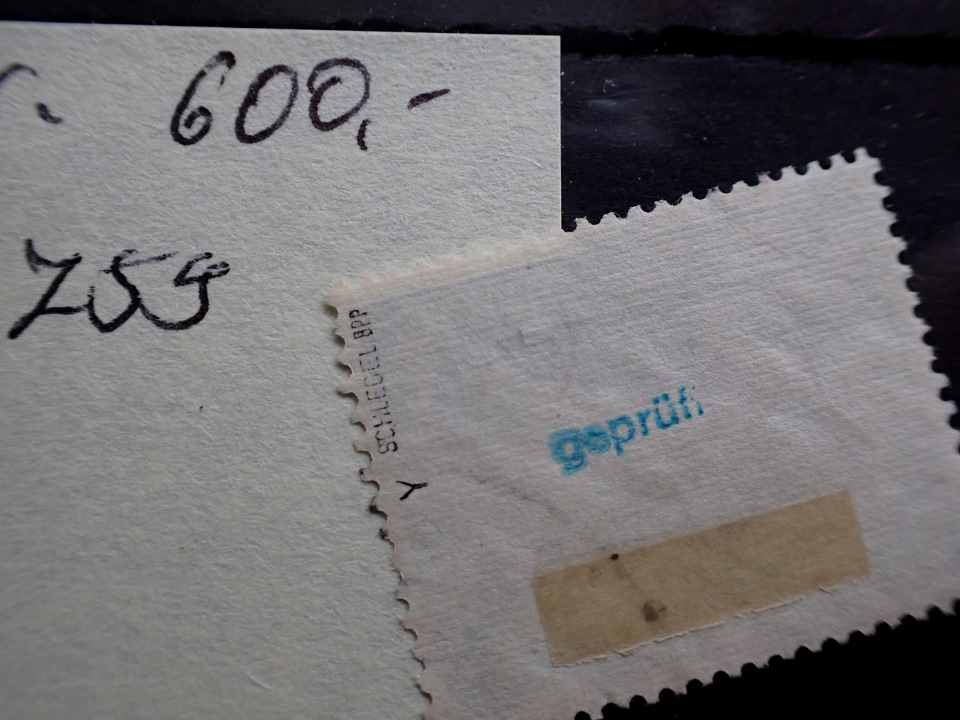 600,-
SCHLEGEL BPP
Y
geprüft